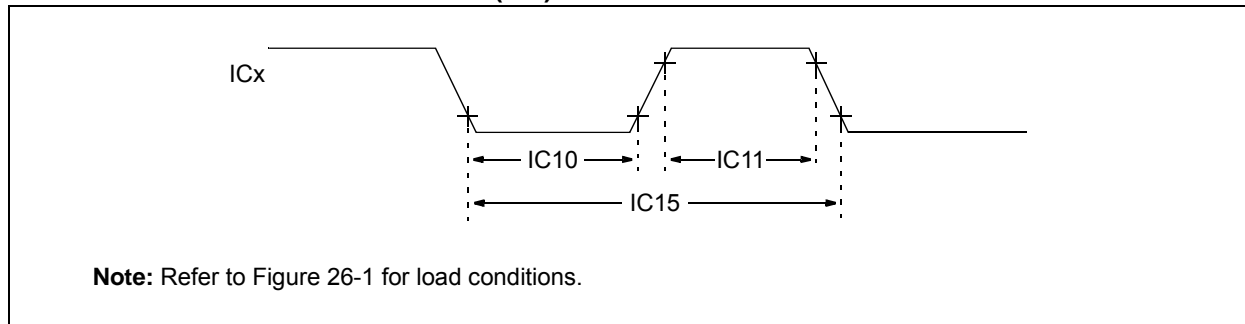 ICx
IC10
IC11
IC15
Note: Refer to Figure 26-1 for load conditions.